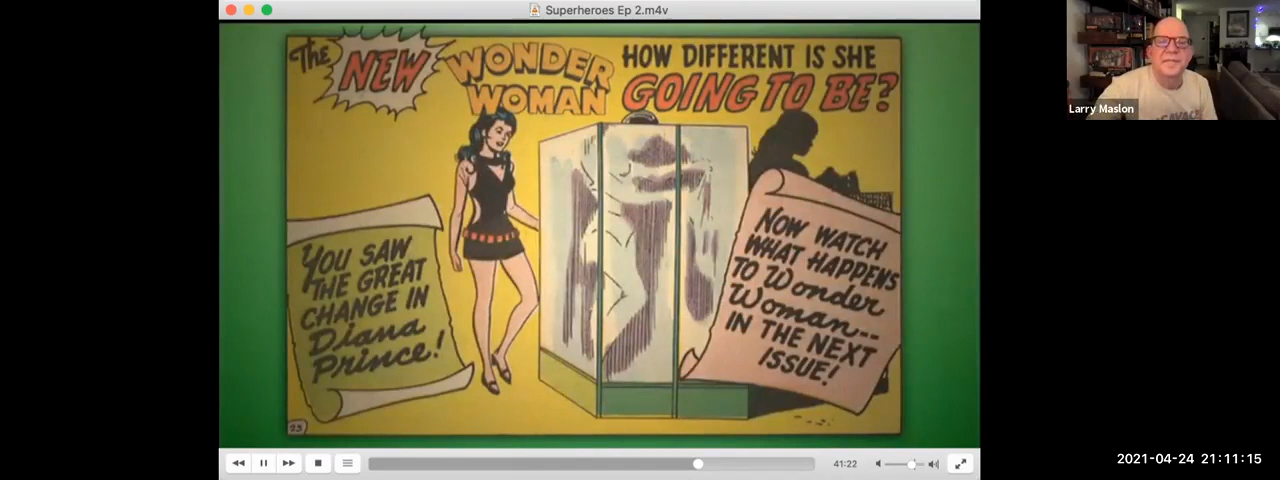 Superheroes Ep 2.m4v
The
NEW
WONDER
WOMAN
HOW DIFFERENT IS SHE
GOING TO BE?
YOU SAW
THE GREAT
CHANGE IN
Diana
Prince!
NOW WATCH
WHAT HAPPENS
TO Wonder
Woman--
IN THE NEXT
ISSUE!
23
41:22
Larry Maslon
2021-04-24 21:11:15